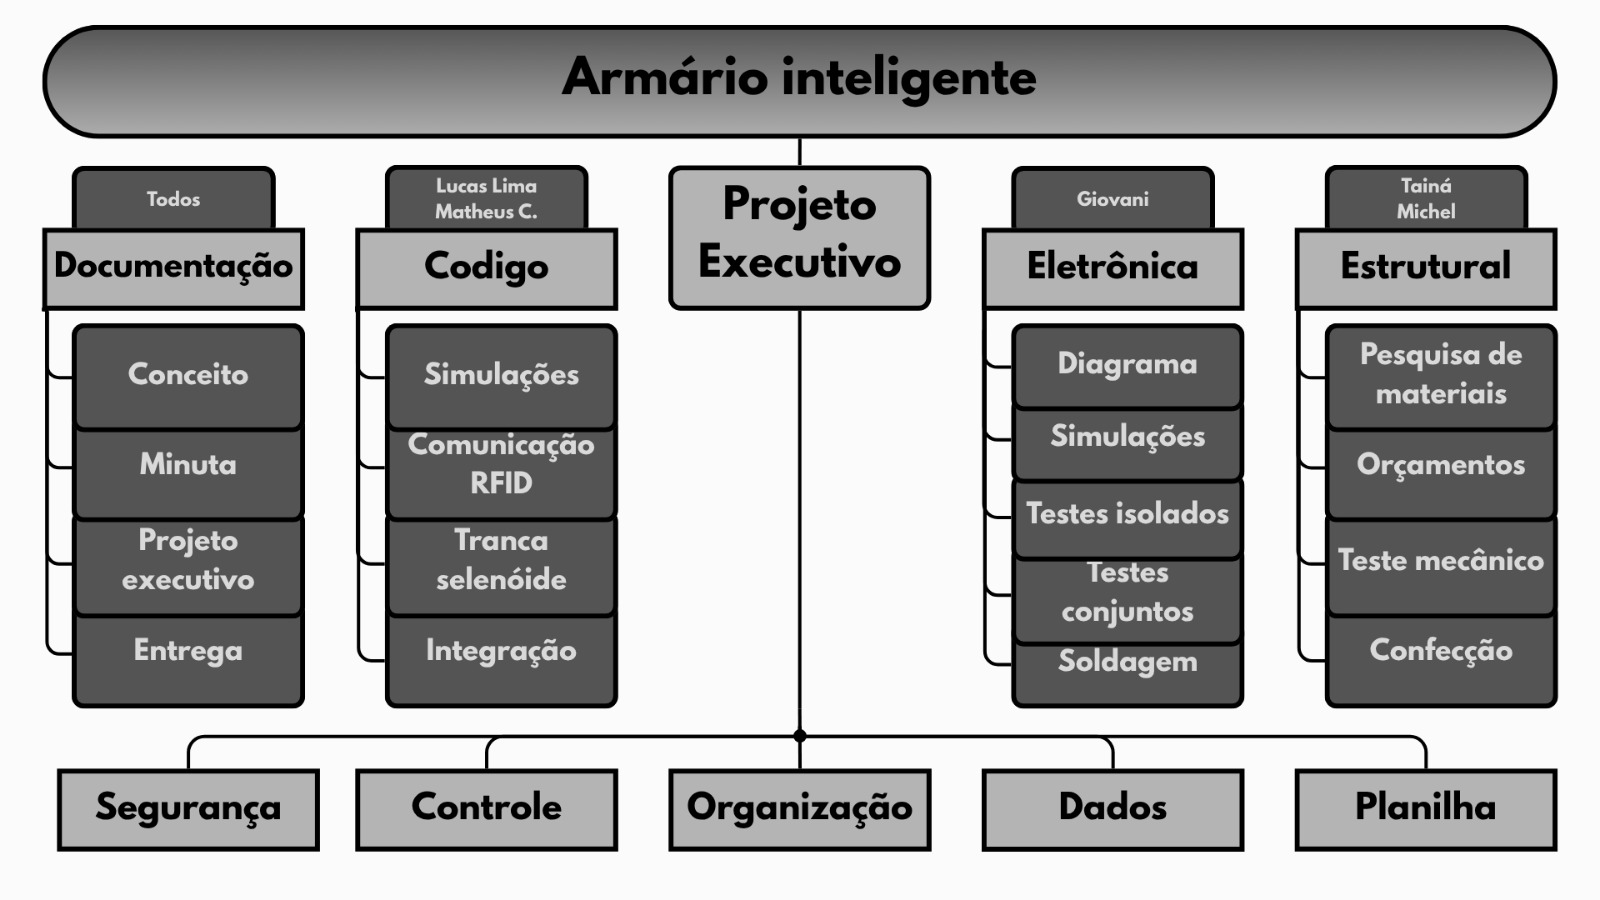 Armário inteligente
Todos
Documentação
Conceito
Minuta
Projeto
executivo
Entrega
Lucas Lima
Matheus C.
Codigo
Simulações
Comunicação
RFID
Tranca
selenóide
Integração
Projeto
Executivo
Giovani
Eletrônica
Diagrama
Simulações
Testes isolados
Testes
conjuntos
Soldagem
Tainá
Michel
Estrutural
Pesquisa de
materiais
Orçamentos
Teste mecânico
Confecção
Segurança
Controle
Organização
Dados
Planilha